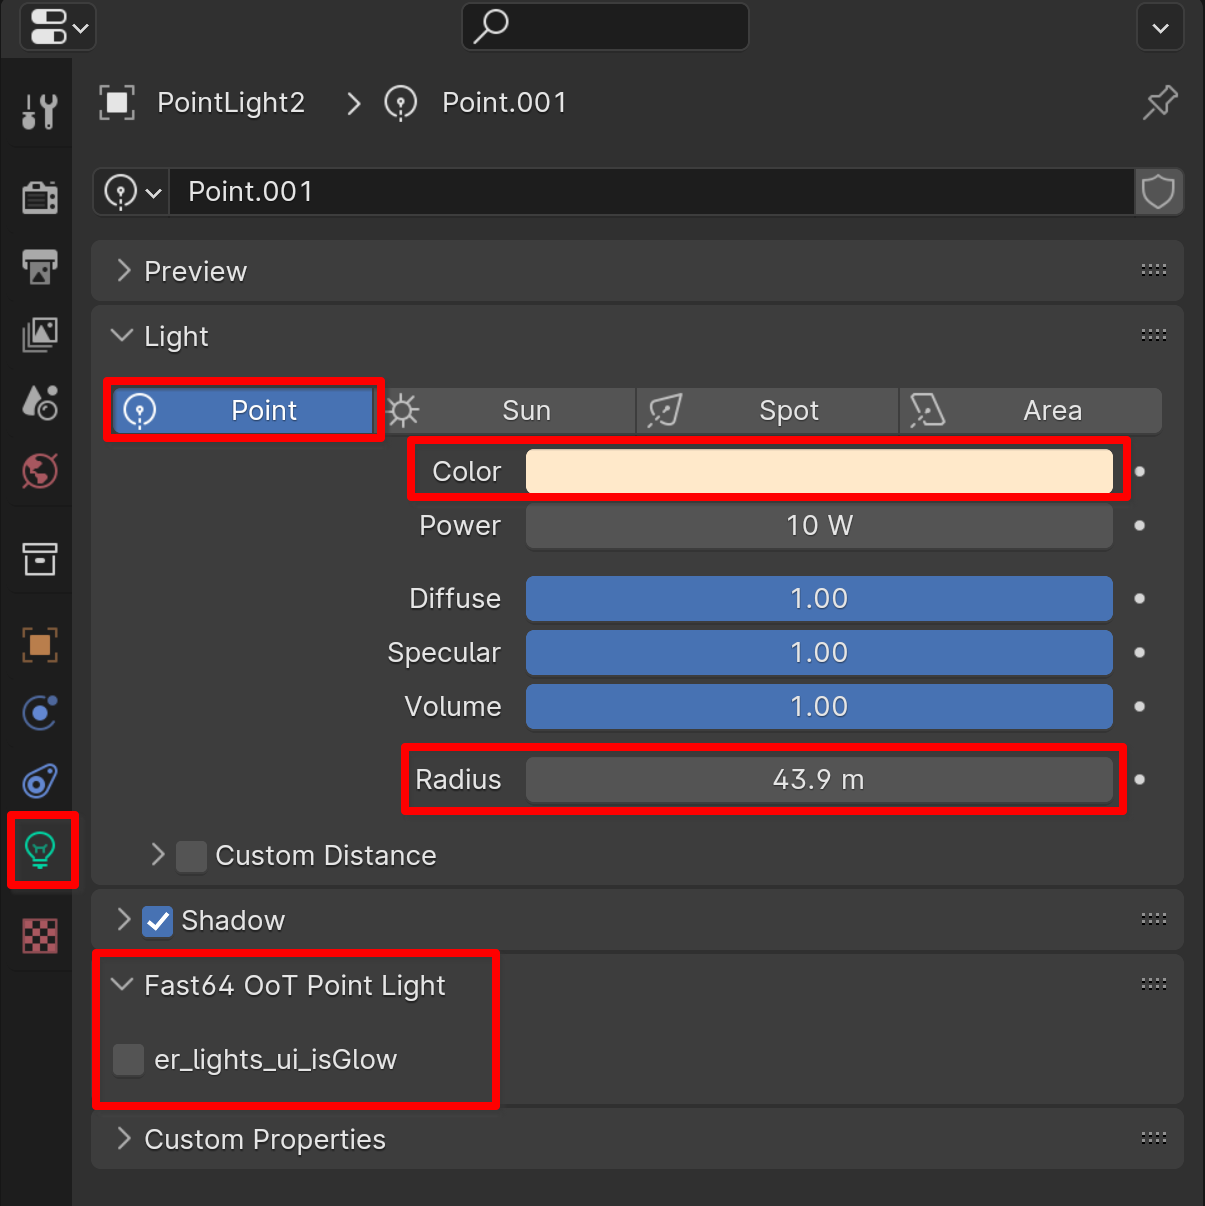 PointLight2 > Point.001
Point.001
Preview
Light
Point Sun Spot Area
Color
Power 10 W
Diffuse 1.00
Specular 1.00
Volume 1.00
Radius 43.9 m
Custom Distance
Shadow
Fast64 OoT Point Light
er_lights_ui_isGlow
Custom Properties